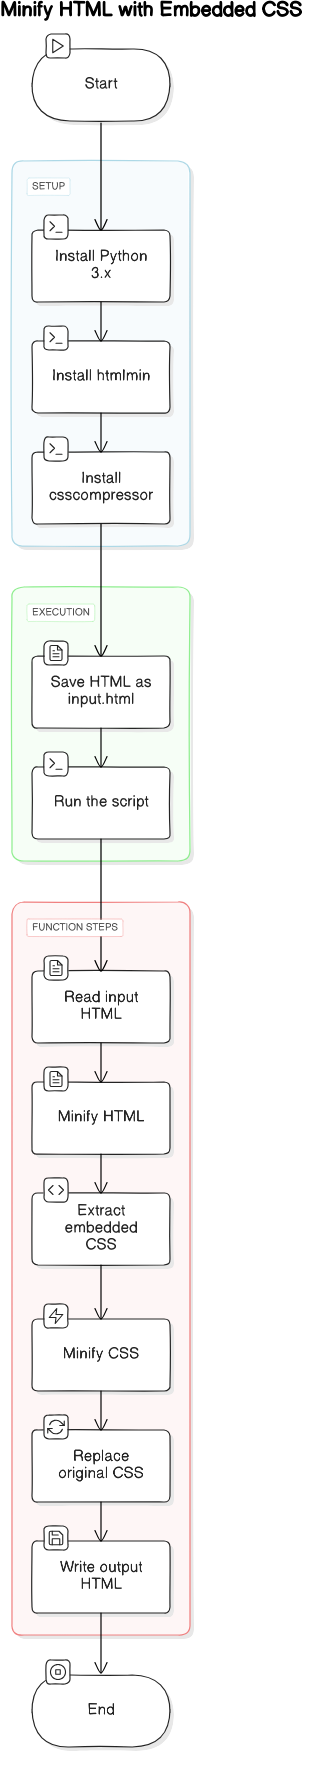 Minify HTML with Embedded CSS
Start
SETUP
Install Python
3.x
Install htmlmin
Install
csscompressor
EXECUTION
Save HTML as
input.html
Run the script
FUNCTION STEPS
Read input
HTML
Minify HTML
Extract
embedded
CSS
Minify CSS
Replace
original CSS
Write output
HTML
End